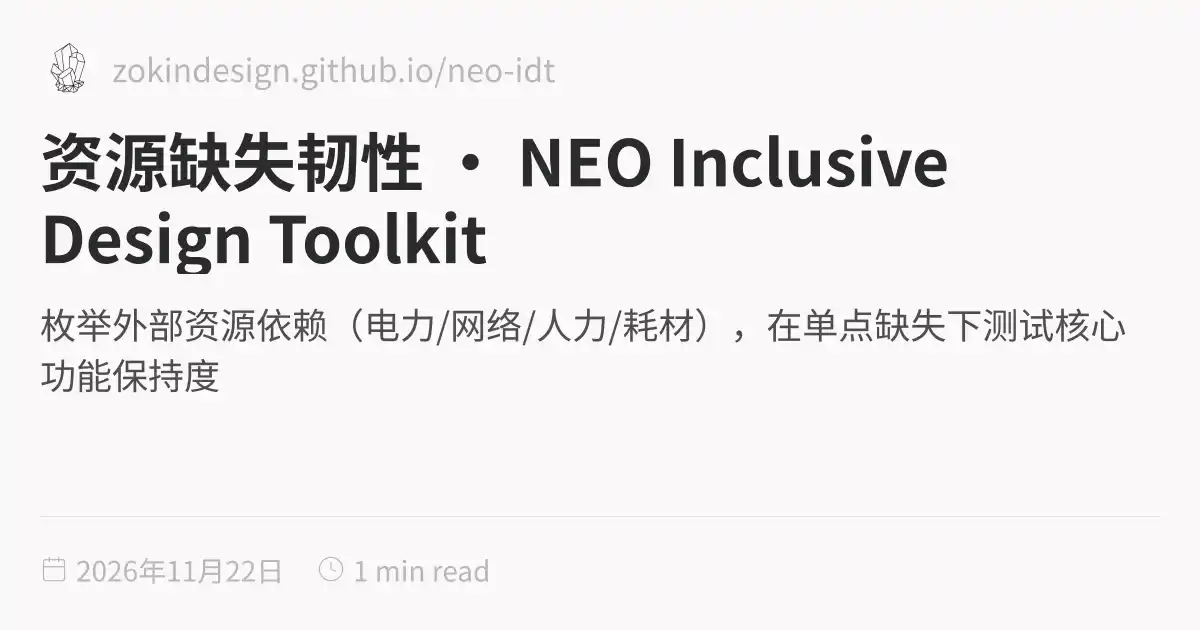 zokindesign.github.io/neo-idt
资源缺失韧性 · NEO Inclusive
Design Toolkit
枚举外部资源依赖（电力/网络/人力/耗材），在单点缺失下测试核心
功能保持度
2026年11月22日 1 min read